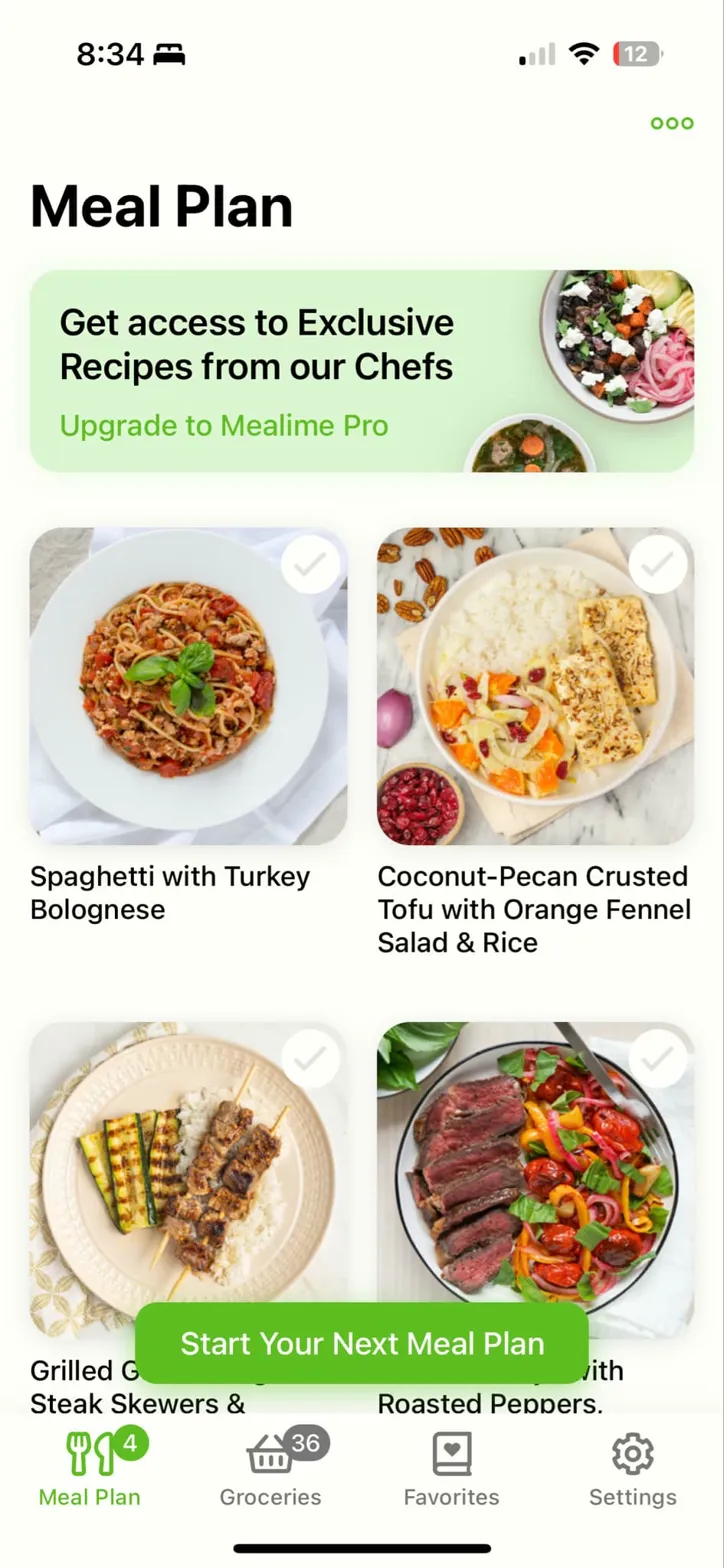 8:34
12
Meal Plan
Get access to Exclusive
Recipes from our Chefs
Upgrade to Mealime Pro
Spaghetti with Turkey
Bolognese
Coconut-Pecan Crusted
Tofu with Orange Fennel
Salad & Rice
Start Your Next Meal Plan
Grilled
Steak Skewers &
with
Roasted Peppers,
4
36
Meal Plan
Groceries
Favorites
Settings